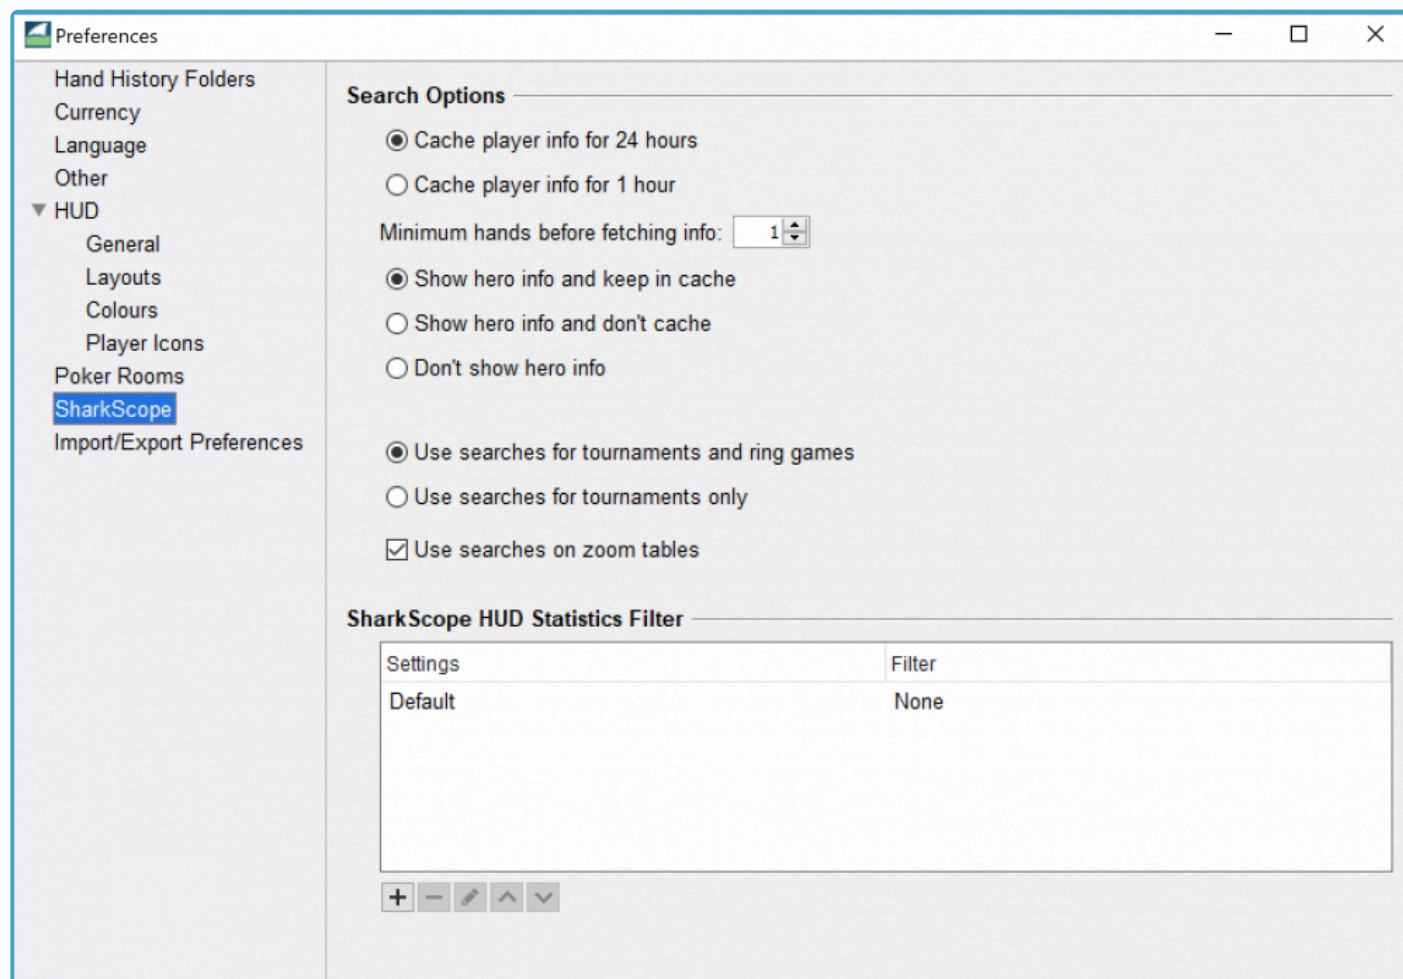 Preferences
Hand History Folders
Currency
Language
Other
HUD
General
Layouts
Colours
Player Icons
Poker Rooms
SharkScope
Import/Export Preferences
Search Options
Cache player info for 24 hours
Cache player info for 1 hour
Minimum hands before fetching info: 1
Show hero info and keep in cache
Show hero info and don't cache
Don't show hero info
Use searches for tournaments and ring games
Use searches for tournaments only
Use searches on zoom tables
SharkScope HUD Statistics Filter
Settings Filter
Default None